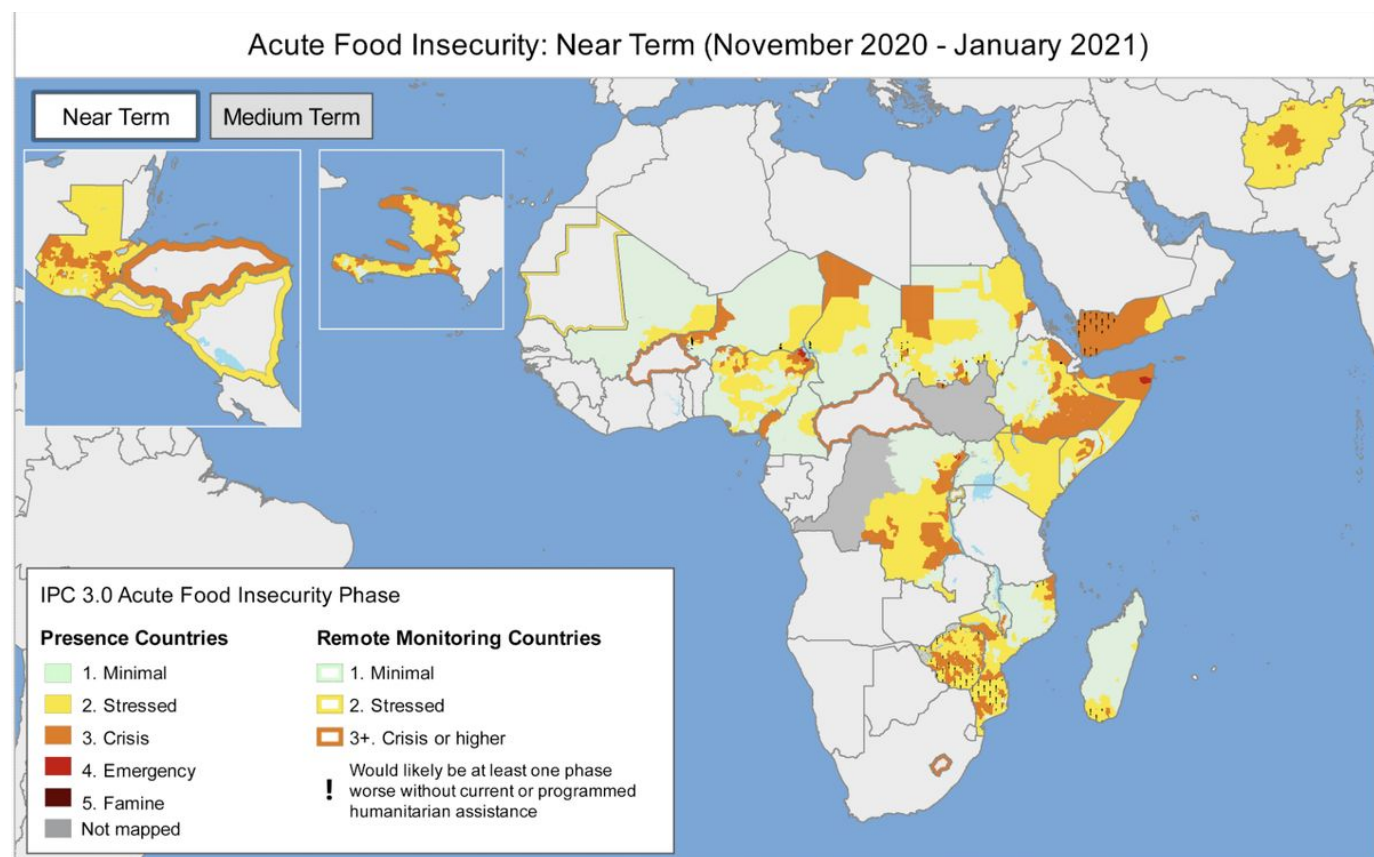 Acute Food Insecurity: Near Term (November 2020 - January 2021)
Near Term
Medium Term
IPC 3.0 Acute Food Insecurity Phase
Presence Countries
1. Minimal
2. Stressed
3. Crisis
4. Emergency
5. Famine
Not mapped
Remote Monitoring Countries
1. Minimal
2. Stressed
3+. Crisis or higher
! Would likely be at least one phase
worse without current or programmed
humanitarian assistance